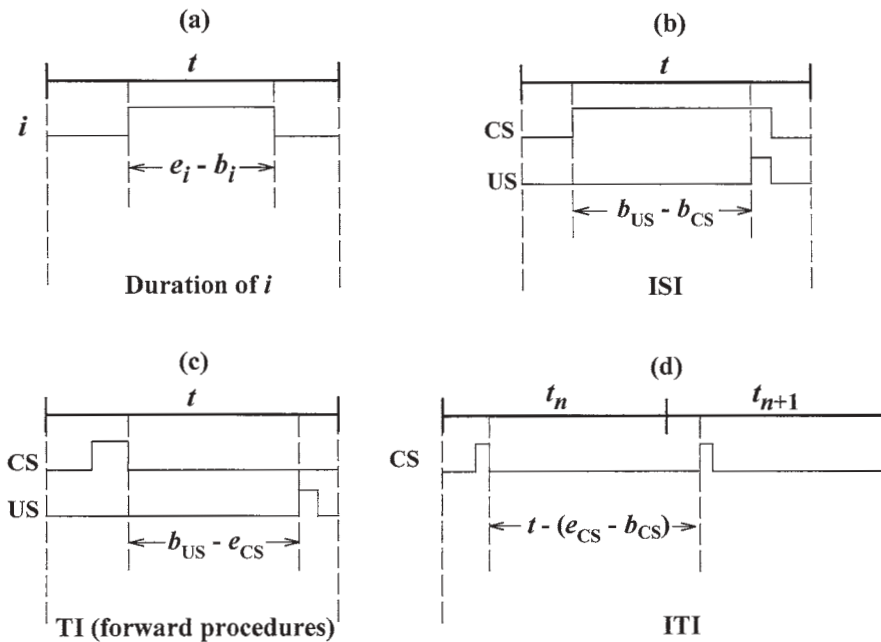 (a)
t
i
e_i - b_i
Duration of i
(b)
t
CS
US
b_US - b_CS
ISI
(c)
t
CS
US
b_US - e_CS
TI (forward procedures)
(d)
t_n t_n+1
CS
t - (e_CS - b_CS)
ITI